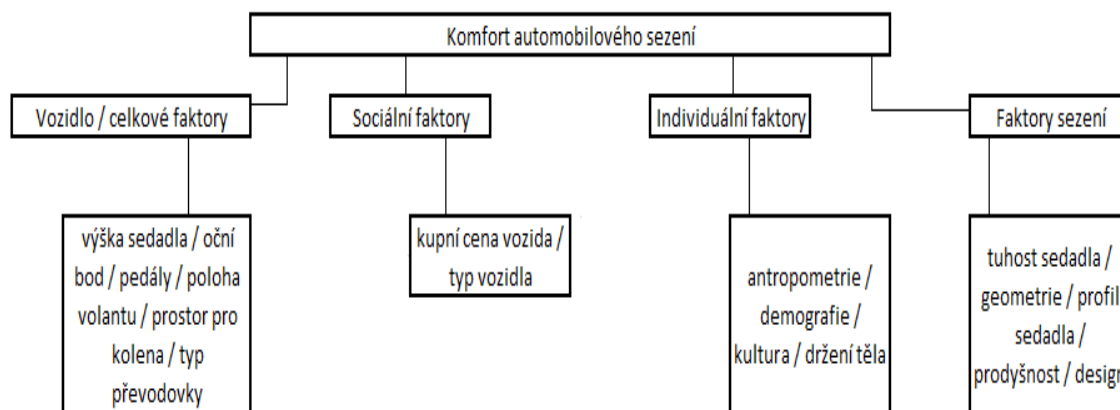 Komfort automobilového sezení
Vozidlo / celkové faktory
Sociální faktory
Individuální faktory
Faktory sezení
výška sedadla / oční
bod / pedály / poloha
volantu / prostor pro
kolena / typ
převodovky
kupní cena vozida /
typ vozidla
antropometrie /
demografie /
kultura / držení těla
tuhost sedadla /
geometrie / profil
sedadla /
prodyšnost / design